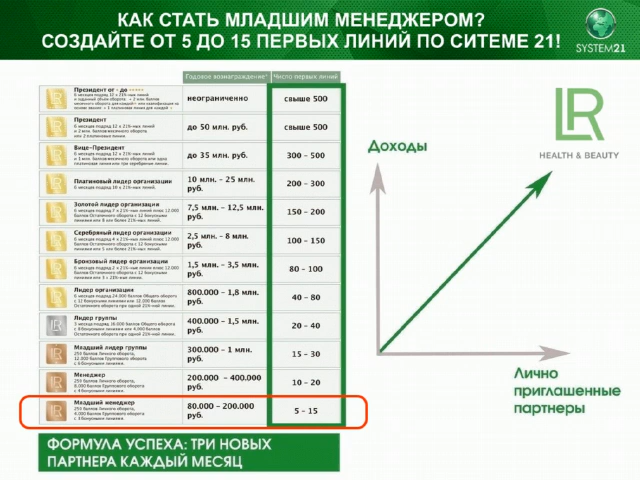 КАК СТАТЬ МЛАДШИМ МЕНЕДЖЕРОМ?
СОЗДАЙТЕ ОТ 5 ДО 15 ПЕРВЫХ ЛИНИЙ ПО СИТЕМЕ 21!
SYSTEM21
Годовое вознаграждение* Число первых линий
Президент от - до
неограниченно
свыше 500
Президент
до 50 млн. руб.
свыше 500
Вице-Президент
до 35 млн. руб.
300 – 500
Платиновый лидер организации
10 млн. – 25 млн.
руб.
200 – 300
Золотой лидер организации
7,5 млн. – 12,5 млн.
руб.
150 – 200
Серебряный лидер организации
2,5 млн. – 8 млн.
руб.
100 – 150
Бронзовый лидер организации
1,5 млн. – 3,5 млн.
руб.
80 – 100
Лидер организации
800.000 – 1,8 млн.
руб.
40 – 80
Лидер группы
400.000 – 1,5 млн.
руб.
20 – 40
Младший лидер группы
300.000 – 1 млн.
руб.
15 – 30
Менеджер
200.000 – 400.000
руб.
10 – 20
Младший менеджер
80.000 – 200.000
руб.
5 – 15
ФОРМУЛА УСПЕХА: ТРИ НОВЫХ
ПАРТНЕРА КАЖДЫЙ МЕСЯЦ
LR
HEALTH & BEAUTY
Доходы
Лично
приглашенные
партнеры